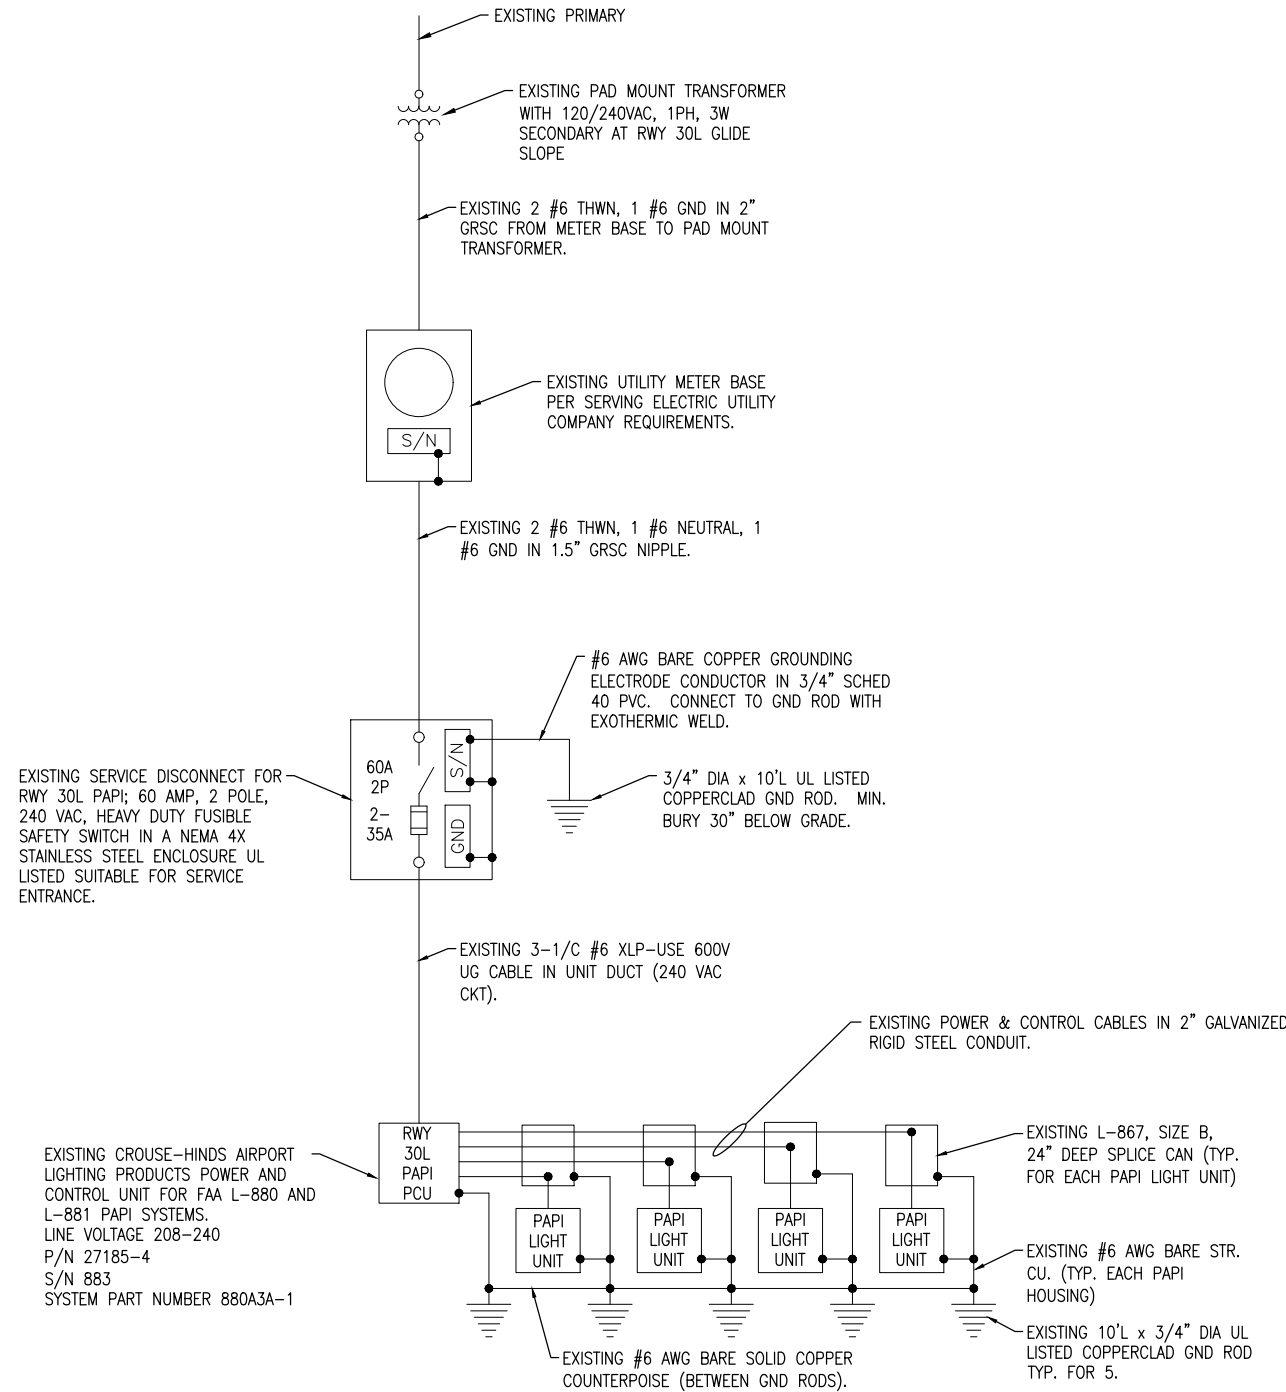 EXISTING PRIMARY
EXISTING PAD MOUNT TRANSFORMER
WITH 120/240VAC, 1PH, 3W
SECONDARY AT RWY 30L GLIDE
SLOPE
EXISTING 2 #6 THWN, 1 #6 GND IN 2"
GRSC FROM METER BASE TO PAD MOUNT
TRANSFORMER.
EXISTING UTILITY METER BASE
PER SERVING ELECTRIC UTILITY
COMPANY REQUIREMENTS.
S/N
EXISTING 2 #6 THWN, 1 #6 NEUTRAL, 1
#6 GND IN 1.5" GRSC NIPPLE.
#6 AWG BARE COPPER GROUNDING
ELECTRODE CONDUCTOR IN 3/4" SCHED
40 PVC. CONNECT TO GND ROD WITH
EXOTHERMIC WELD.
EXISTING SERVICE DISCONNECT FOR
RWY 30L PAPI; 60 AMP, 2 POLE,
240 VAC, HEAVY DUTY FUSIBLE
SAFETY SWITCH IN A NEMA 4X
STAINLESS STEEL ENCLOSURE UL
LISTED SUITABLE FOR SERVICE
ENTRANCE.
60A
2P
2-
35A
S/N
GND
3/4" DIA x 10'L UL LISTED
COPPERCLAD GND ROD. MIN.
BURY 30" BELOW GRADE.
EXISTING 3-1/C #6 XLP-USE 600V
UG CABLE IN UNIT DUCT (240 VAC
CKT).
EXISTING POWER & CONTROL CABLES IN 2" GALVANIZED
RIGID STEEL CONDUIT.
EXISTING CROUSE-HINDS AIRPORT
LIGHTING PRODUCTS POWER AND
CONTROL UNIT FOR FAA L-880 AND
L-881 PAPI SYSTEMS.
LINE VOLTAGE 208-240
P/N 27185-4
S/N 883
SYSTEM PART NUMBER 880A3A-1
RWY
30L
PAPI
PCU
PAPI
LIGHT
UNIT
PAPI
LIGHT
UNIT
PAPI
LIGHT
UNIT
PAPI
LIGHT
UNIT
EXISTING L-867, SIZE B,
24" DEEP SPLICE CAN (TYP.
FOR EACH PAPI LIGHT UNIT)
EXISTING #6 AWG BARE STR.
CU. (TYP. EACH PAPI
HOUSING)
EXISTING 10'L x 3/4" DIA UL
LISTED COPPERCLAD GND ROD
TYP. FOR 5.
EXISTING #6 AWG BARE SOLID COPPER
COUNTERPOISE (BETWEEN GND RODS).